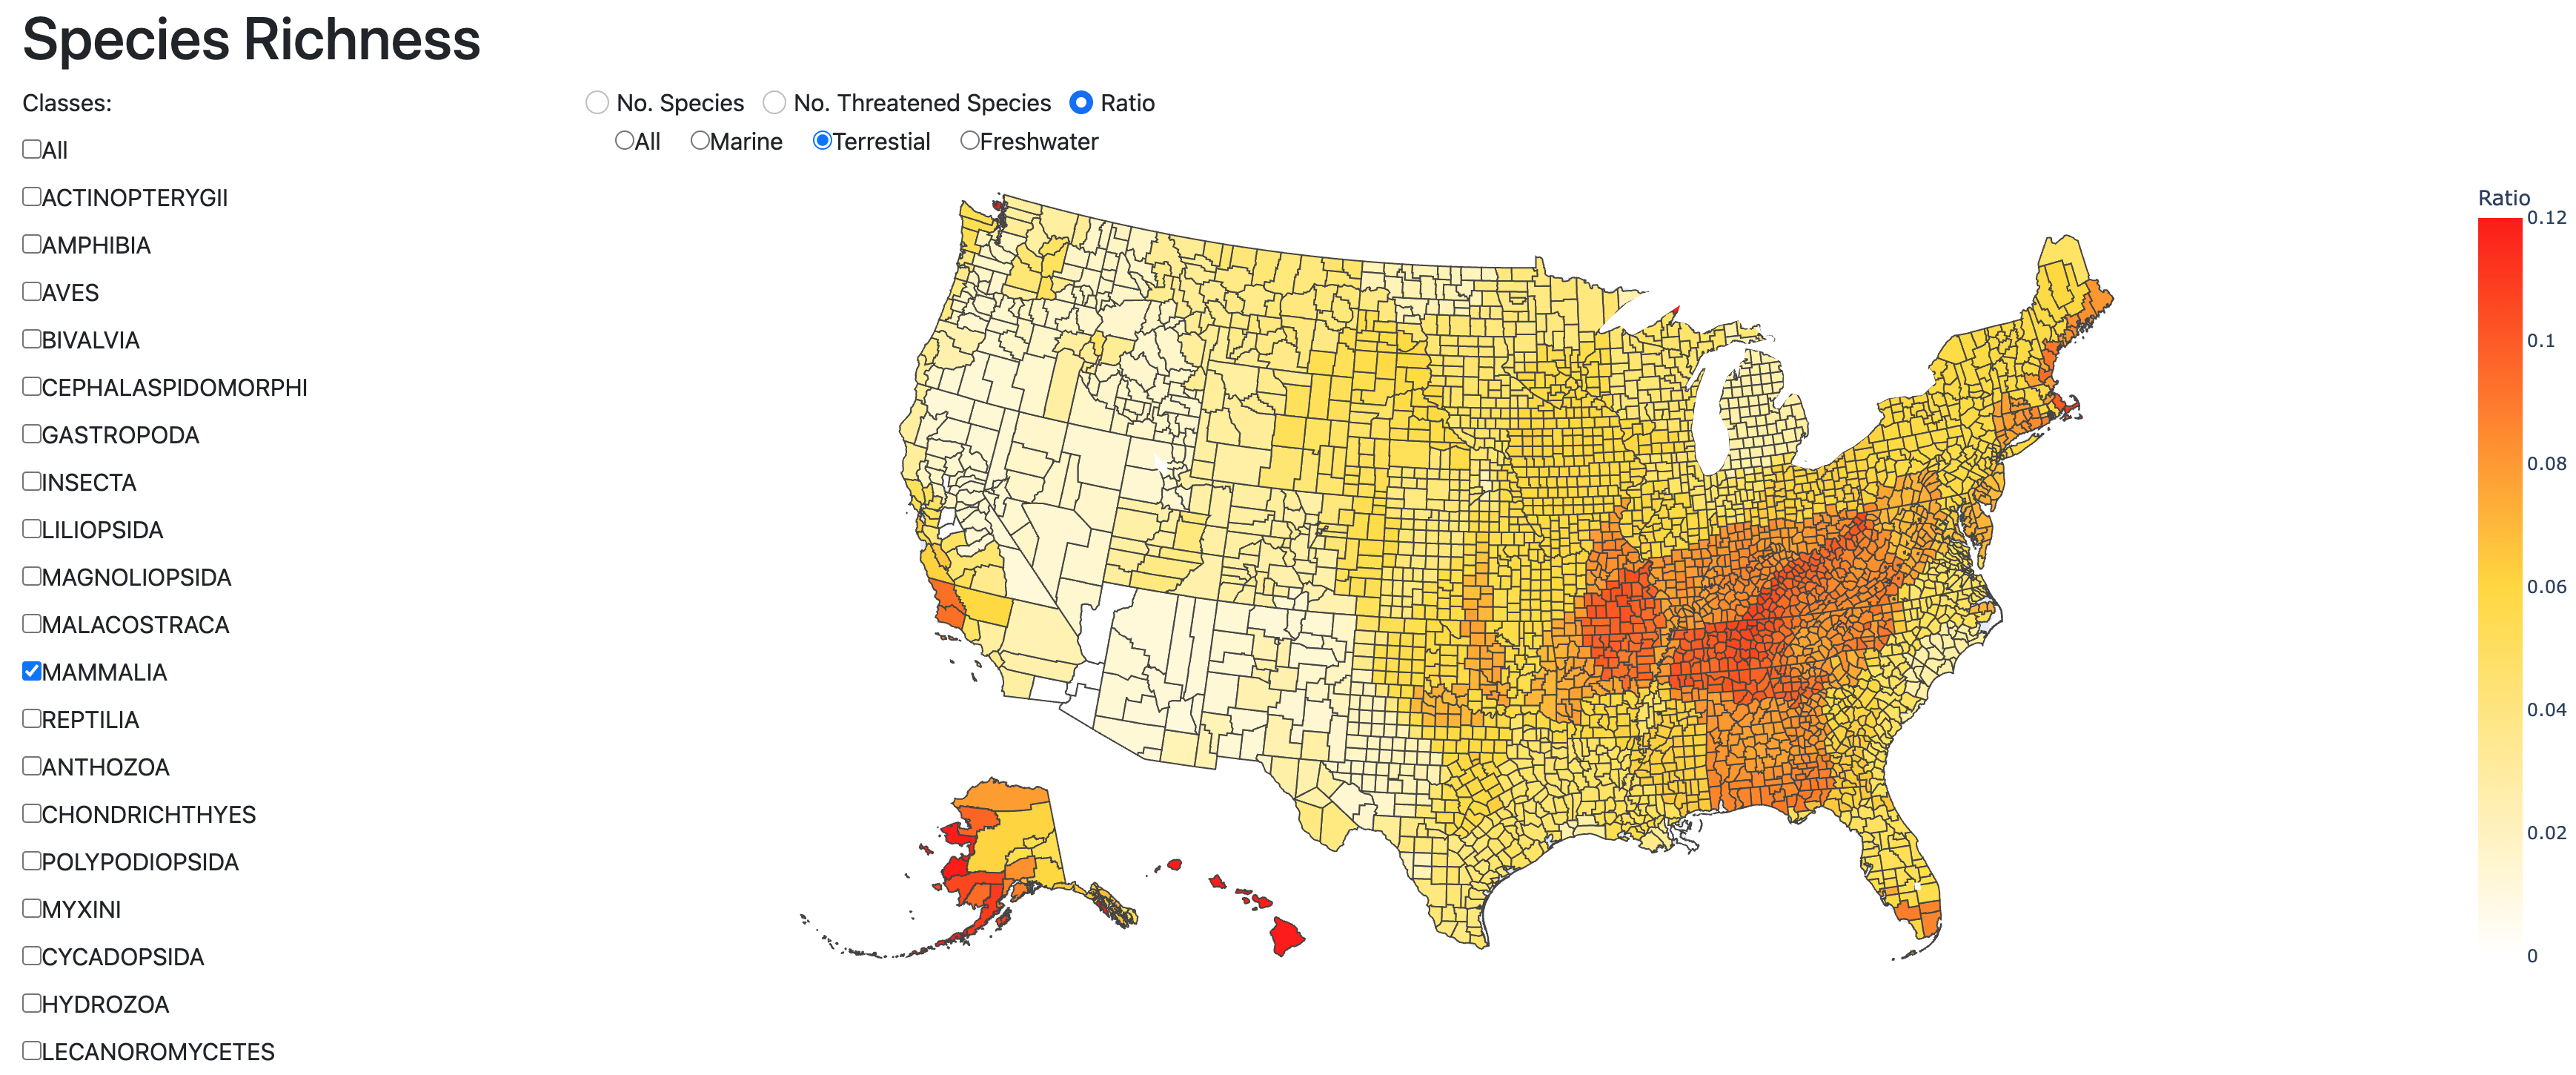 Species Richness
Classes:
No. Species No. Threatened Species Ratio
All Marine Terrestial Freshwater
All
ACTINOPTERYGII
AMPHIBIA
AVES
BIVALVIA
CEPHALASPIDOMORPHI
GASTROPODA
INSECTA
LILIOPSIDA
MAGNOLIOPSIDA
MALACOSTRACA
MAMMALIA
REPTILIA
ANTHOZOA
CHONDRICHTHYES
POLYPODIOPSIDA
MYXINI
CYCADOPSIDA
HYDROZOA
LECANOROMYCETES
Ratio
0.12
0.1
0.08
0.06
0.04
0.02
0